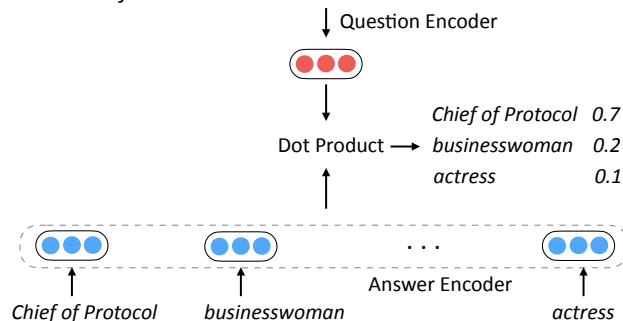 Question Encoder
Chief of Protocol 0.7
Dot Product
businesswoman 0.2
actress 0.1
. . .
Answer Encoder
Chief of Protocol
businesswoman
actress